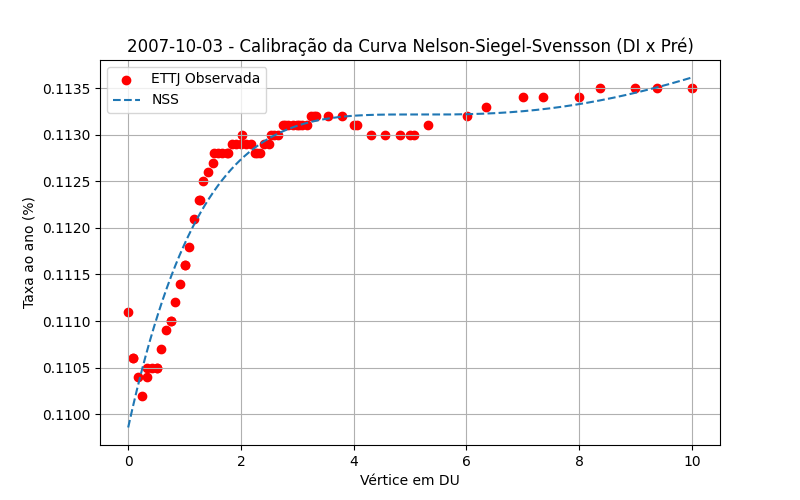 2007-10-03 - Calibração da Curva Nelson-Siegel-Svensson (DI x Pré)
ETTJ Observada
NSS
Taxa ao ano (%)
0.1135
0.1130
0.1125
0.1120
0.1115
0.1110
0.1105
0.1100
0 2 4 6 8 10
Vértice em DU